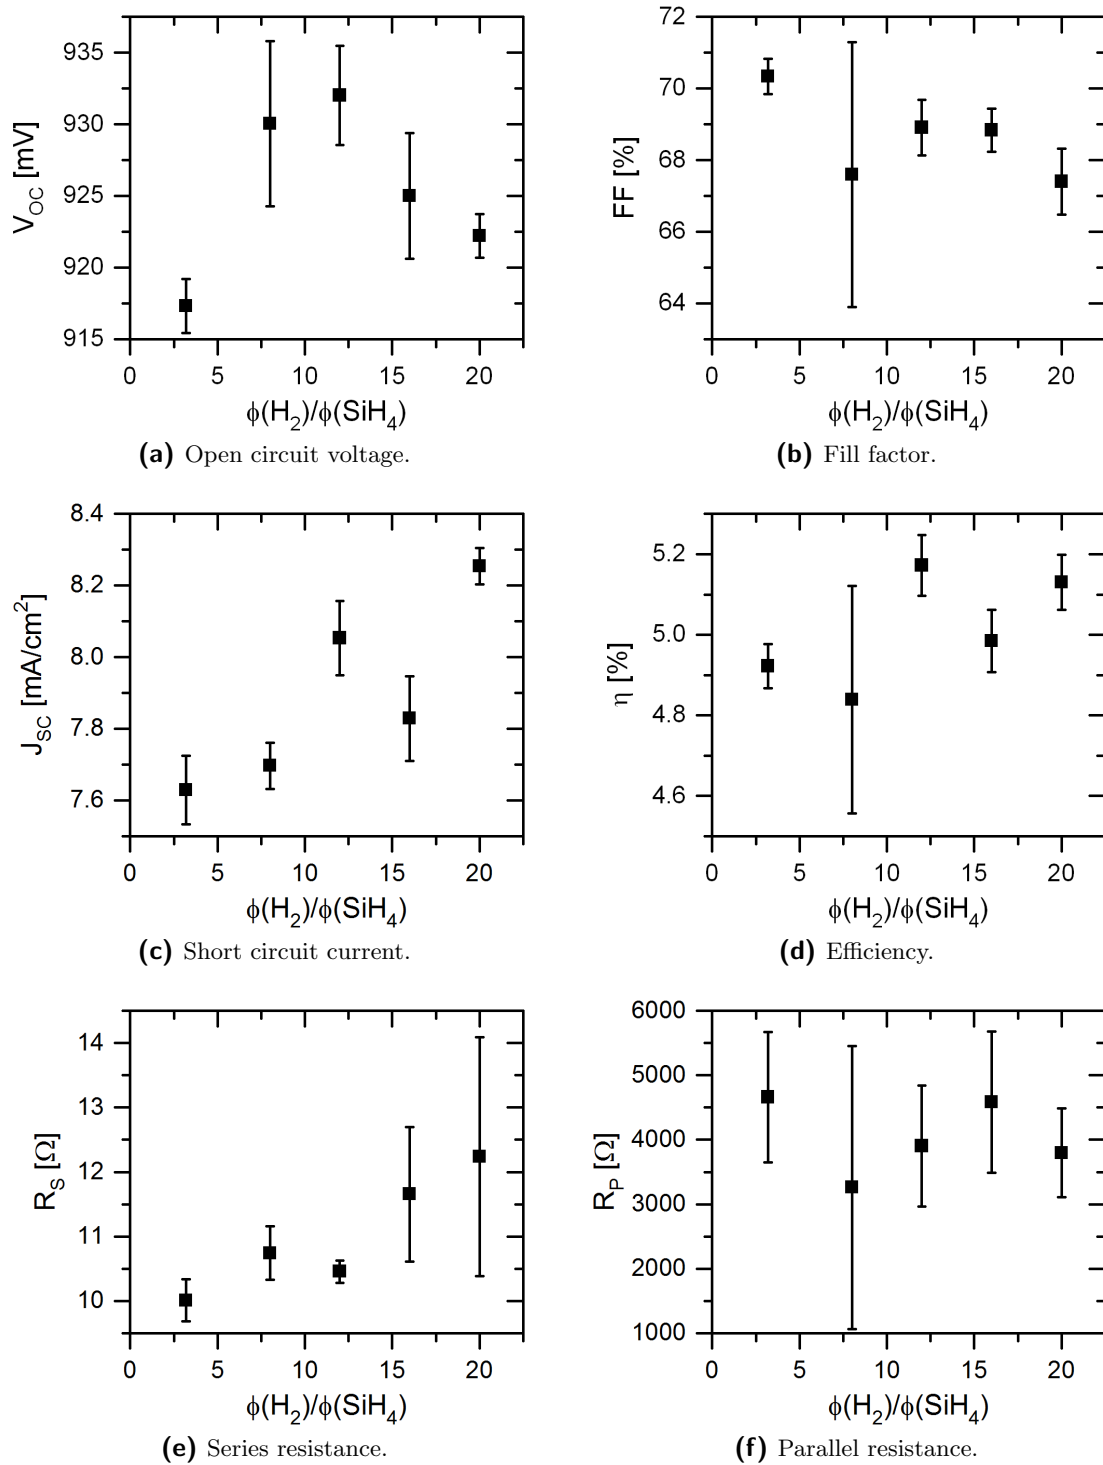 935
930
925
920
915
V_OC [mV]
0 5 10 15 20
ϕ(H₂)/ϕ(SiH₄)
(a) Open circuit voltage.
72
70
68
66
64
FF [%]
0 5 10 15 20
ϕ(H₂)/ϕ(SiH₄)
(b) Fill factor.
8.4
8.2
8.0
7.8
7.6
J_SC [mA/cm²]
0 5 10 15 20
ϕ(H₂)/ϕ(SiH₄)
(c) Short circuit current.
5.2
5.0
4.8
4.6
η [%]
0 5 10 15 20
ϕ(H₂)/ϕ(SiH₄)
(d) Efficiency.
14
13
12
11
10
R_S [Ω]
0 5 10 15 20
ϕ(H₂)/ϕ(SiH₄)
(e) Series resistance.
6000
5000
4000
3000
2000
1000
R_P [Ω]
0 5 10 15 20
ϕ(H₂)/ϕ(SiH₄)
(f) Parallel resistance.